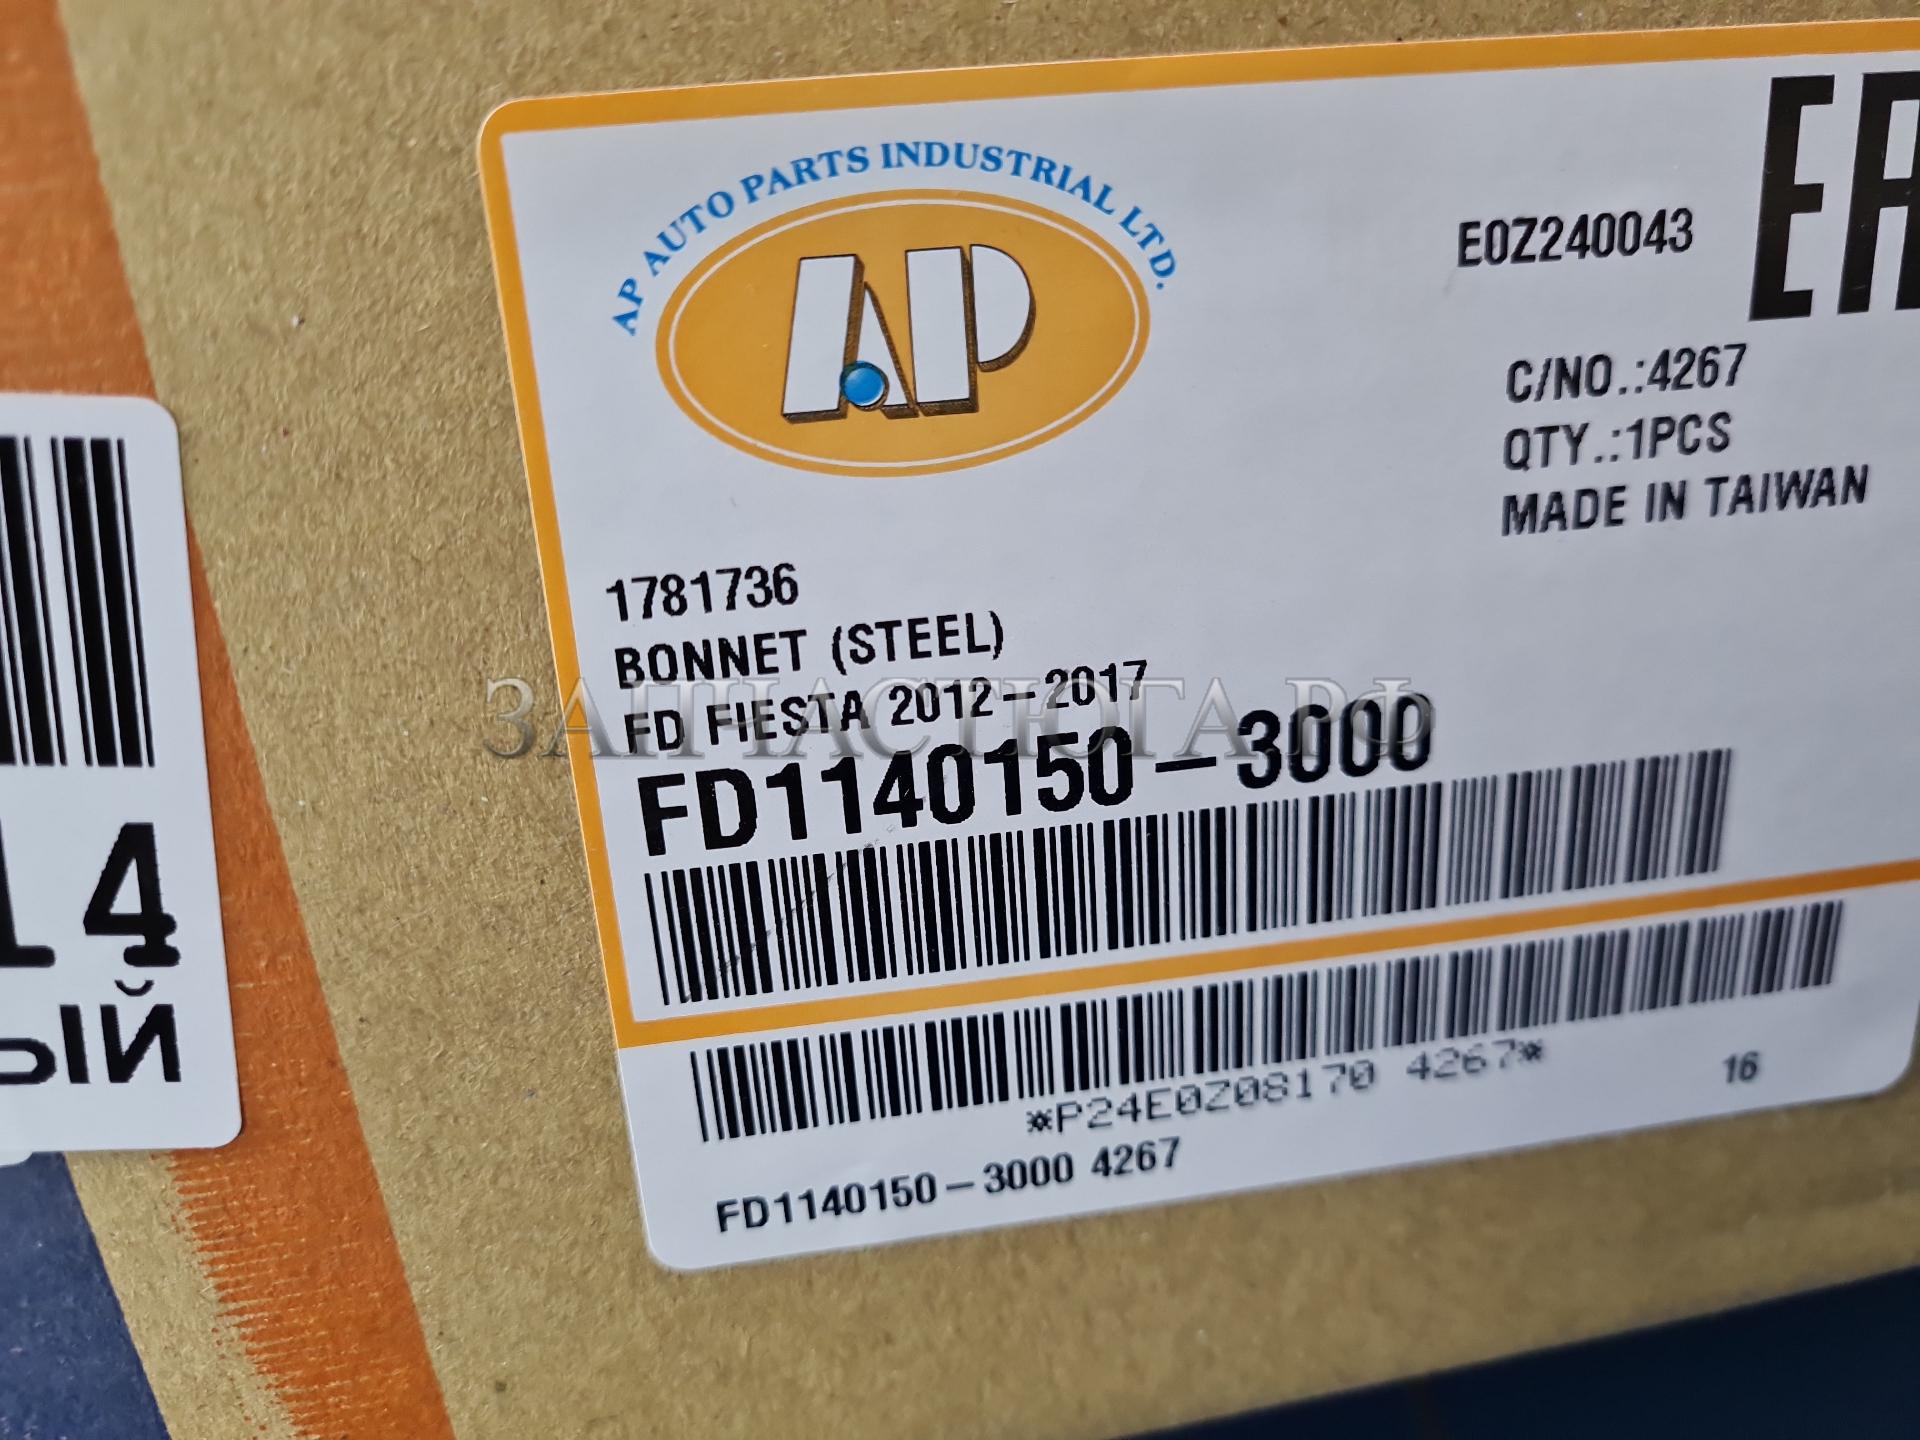 AP AUTO PARTS INDUSTRIAL LTD.
AP
E0Z240043
C/NO.:4267
QTY.:1PCS
MADE IN TAIWAN
1781736
BONNET (STEEL)
FD FIESTA 2012-2017
ЗАПЧАСТЮГА.РФ
FD1140150-3000
*P24E0Z08170 4267*
16
FD1140150-3000 4267
14
ЫЙ